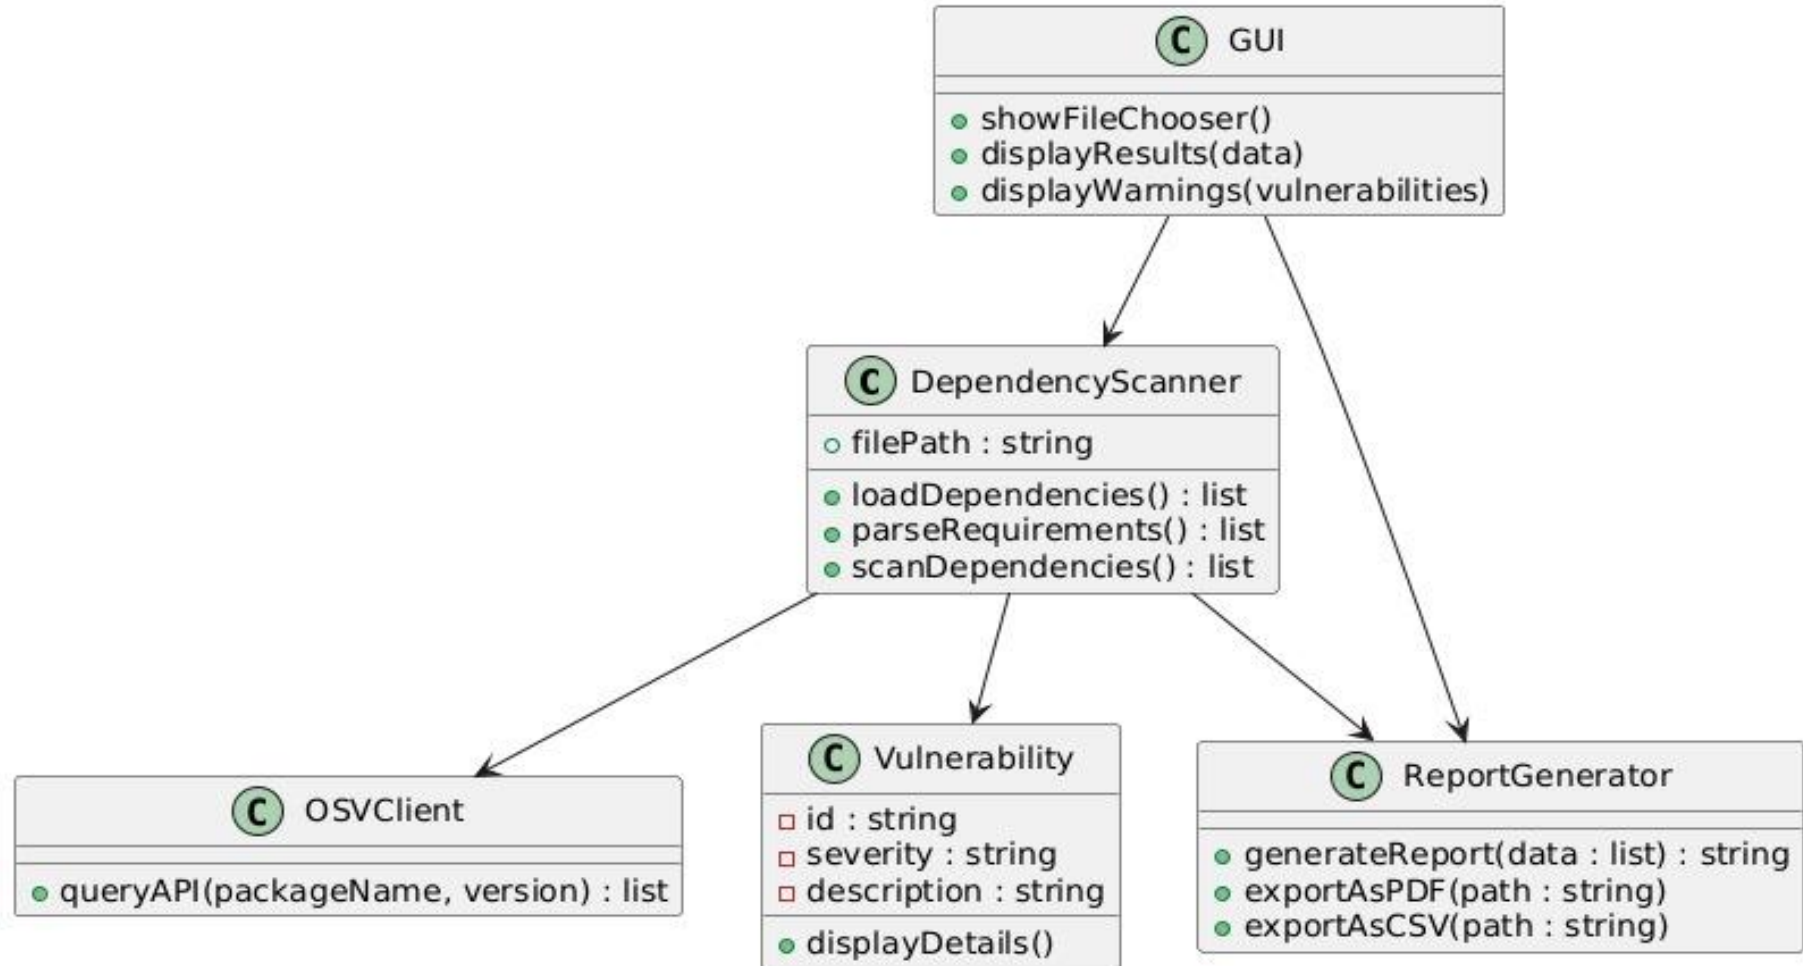 C GUI
showFileChooser()
displayResults(data)
displayWarnings(vulnerabilities)
C DependencyScanner
filePath : string
loadDependencies() : list
parseRequirements() : list
scanDependencies() : list
C OSVClient
queryAPI(packageName, version) : list
C Vulnerability
id : string
severity : string
description : string
displayDetails()
C ReportGenerator
generateReport(data : list) : string
exportAsPDF(path : string)
exportAsCSV(path : string)